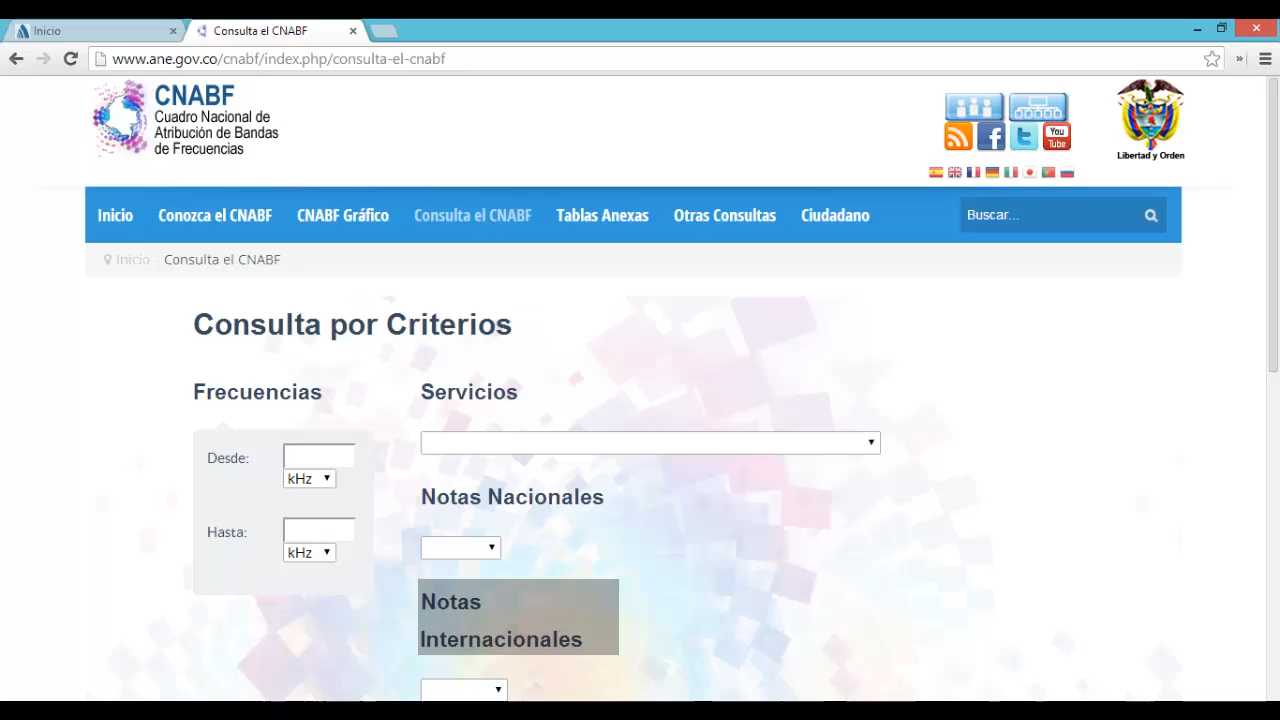 Inicio
Consulta el CNABF
www.ane.gov.co/cnabf/index.php/consulta-el-cnabf
CNABF
Cuadro Nacional de
Atribución de Bandas
de Frecuencias
You
Tube
Libertad y Orden
Inicio Conozca el CNABF CNABF Gráfico Consulta el CNABF Tablas Anexas Otras Consultas Ciudadano Buscar...
Inicio - Consulta el CNABF
Consulta por Criterios
Frecuencias
Servicios
Desde:
kHz
Hasta:
kHz
Notas Nacionales
Notas
Internacionales